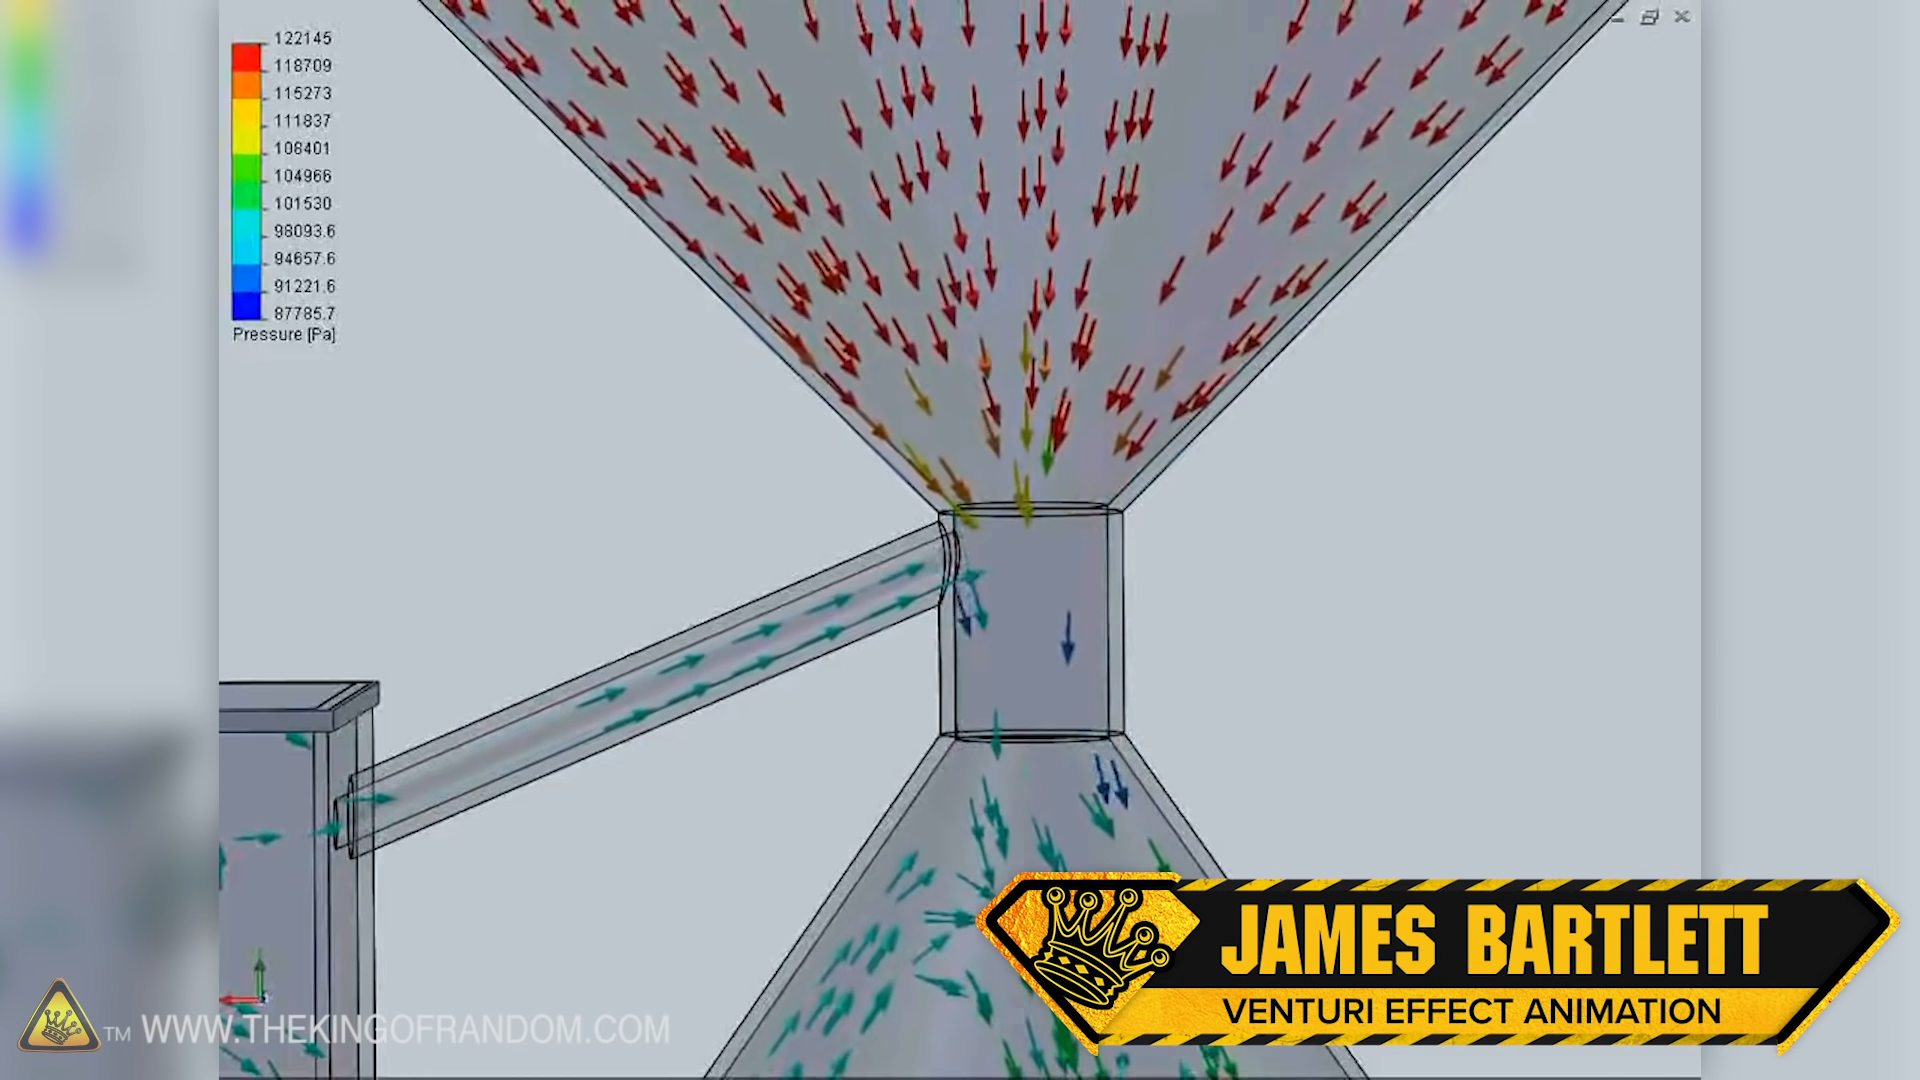 122145
118709
115273
111837
108401
104966
101530
98093.6
94657.6
91221.6
87785.7
Pressure [Pa]
JAMES BARTLETT
VENTURI EFFECT ANIMATION
TM WWW.THEKINGOFRANDOM.COM